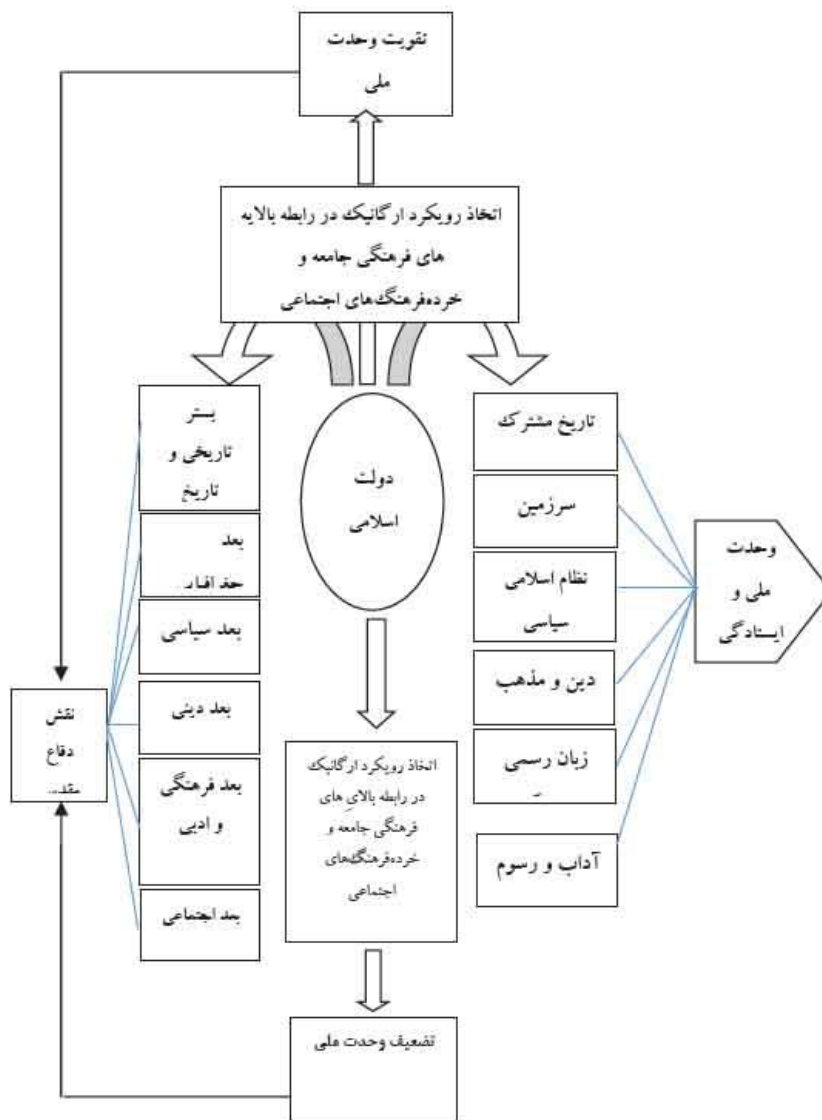 تقویت وحدت
ملی
اتخاذ رویکرد ارگانیک در رابطه بالایه
های فرهنگی جامعه و
خرده‌فرهنگ‌های اجتماعی
تاریخ مشترک
سرزمین
نظام اسلامی
سیاسی
دین و مذهب
زبان رسمی
آداب و رسوم
وحدت
ملی و
ایستادگی
دولت
اسلامی
بستر
تاریخی و
تاریخ
بعد
بعد سیاسی
بعد دینی
بعد فرهنگی
و ادبی
بعد اجتماعی
نقش
دفاع
اتخاذ رویکرد ارگانیک
در رابطه بالایِ های
فرهنگی جامعه و
خرده‌فرهنگ‌های
اجتماعی
تضعیف وحدت ملی